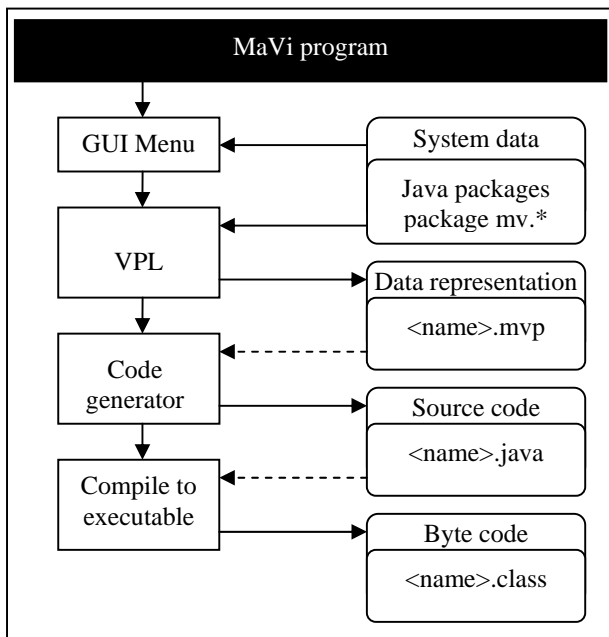 MaVi program
GUI Menu
System data
Java packages
package mv.*
VPL
Data representation
<name>.mvp
Code
generator
Source code
<name>.java
Compile to
executable
Byte code
<name>.class